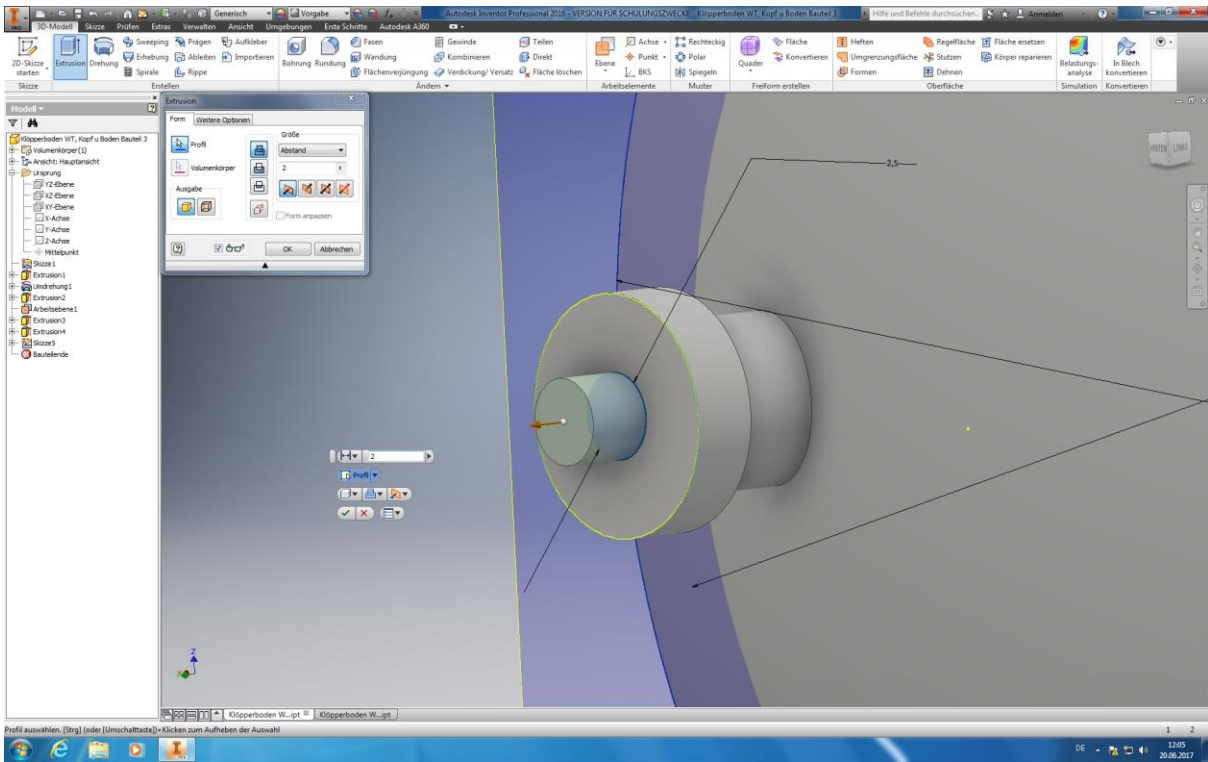 Generisch
Vorgabe
Autodesk Inventor Professional 2016 - VERSION FÜR SCHULUNGSZWECKE - Klöpperboden WT, Kopf u Boden Bauteil 3
Hilfe und Befehle durchsuchen...
Anmelden
3D-Modell Skizze Prüfen Extras Verwalten Ansicht Umgebungen Erste Schritte Autodesk A360
2D-Skizze starten
Extrusion
Drehung
Sweeping
Erhebung
Spirale
Prägen
Ableiten
Rippe
Aufkleber
Importieren
Bohrung
Rundung
Fasen
Wandung
Flächenverjüngung
Gewinde
Kombinieren
Verdickung/ Versatz
Teilen
Direkt
Fläche löschen
Ebene
Achse
Punkt
BKS
Rechteckig
Polar
Spiegeln
Quader
Fläche
Konvertieren
Heften
Umgrenzungsfläche
Formen
Regelfläche
Stutzen
Dehnen
Fläche ersetzen
Körper reparieren
Belastungs-
analyse
In Blech
konvertieren
Skizze Erstellen Ändern Arbeitselemente Muster Freiform erstellen Oberfläche Simulation Konvertieren
Modell
Klöpperboden WT, Kopf u Boden Bauteil 3
Volumenkörper(1)
Ansicht: Hauptansicht
Ursprung
YZ-Ebene
XZ-Ebene
XY-Ebene
X-Achse
Y-Achse
Z-Achse
Mittelpunkt
Skizze1
Extrusion1
Umdrehung1
Extrusion2
Arbeitsebene1
Extrusion3
Extrusion4
Skizze5
Bauteilende
Extrusion
Form Weitere Optionen
Profil
Volumenkörper
Ausgabe
Größe
Abstand
2
Form anpassen
OK Abbrechen
2,5
HINTEN LINKS
2
Profil
Z
Klöpperboden W...ipt Klöpperboden W...ipt
Profil auswählen. [Strg] (oder [Umschalttaste])+Klicken zum Aufheben der Auswahl
1 2
DE
12:05
20.06.2017